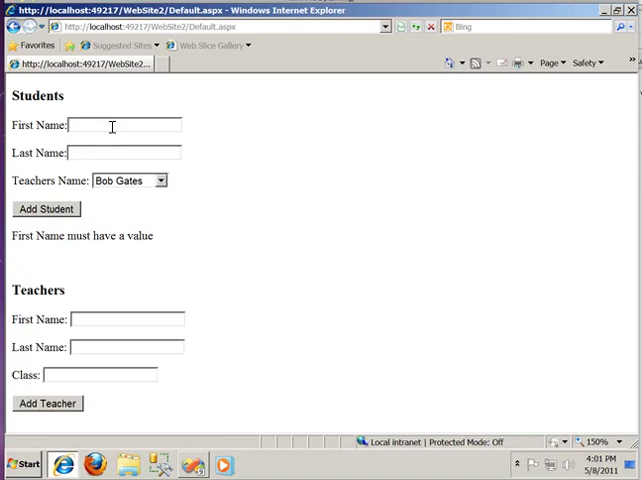 http://localhost:49217/WebSite2/Default.aspx - Windows Internet Explorer
http://localhost:49217/WebSite2/Default.aspx
Bing
Favorites
Suggested Sites
Web Slice Gallery
http://localhost:49217/WebSite2...
Page
Safety
»
Students
First Name:
Last Name:
Teachers Name: Bob Gates
Add Student
First Name must have a value
Teachers
First Name:
Last Name:
Class:
Add Teacher
Local intranet | Protected Mode: Off
150%
Start
4:01 PM
5/8/2011